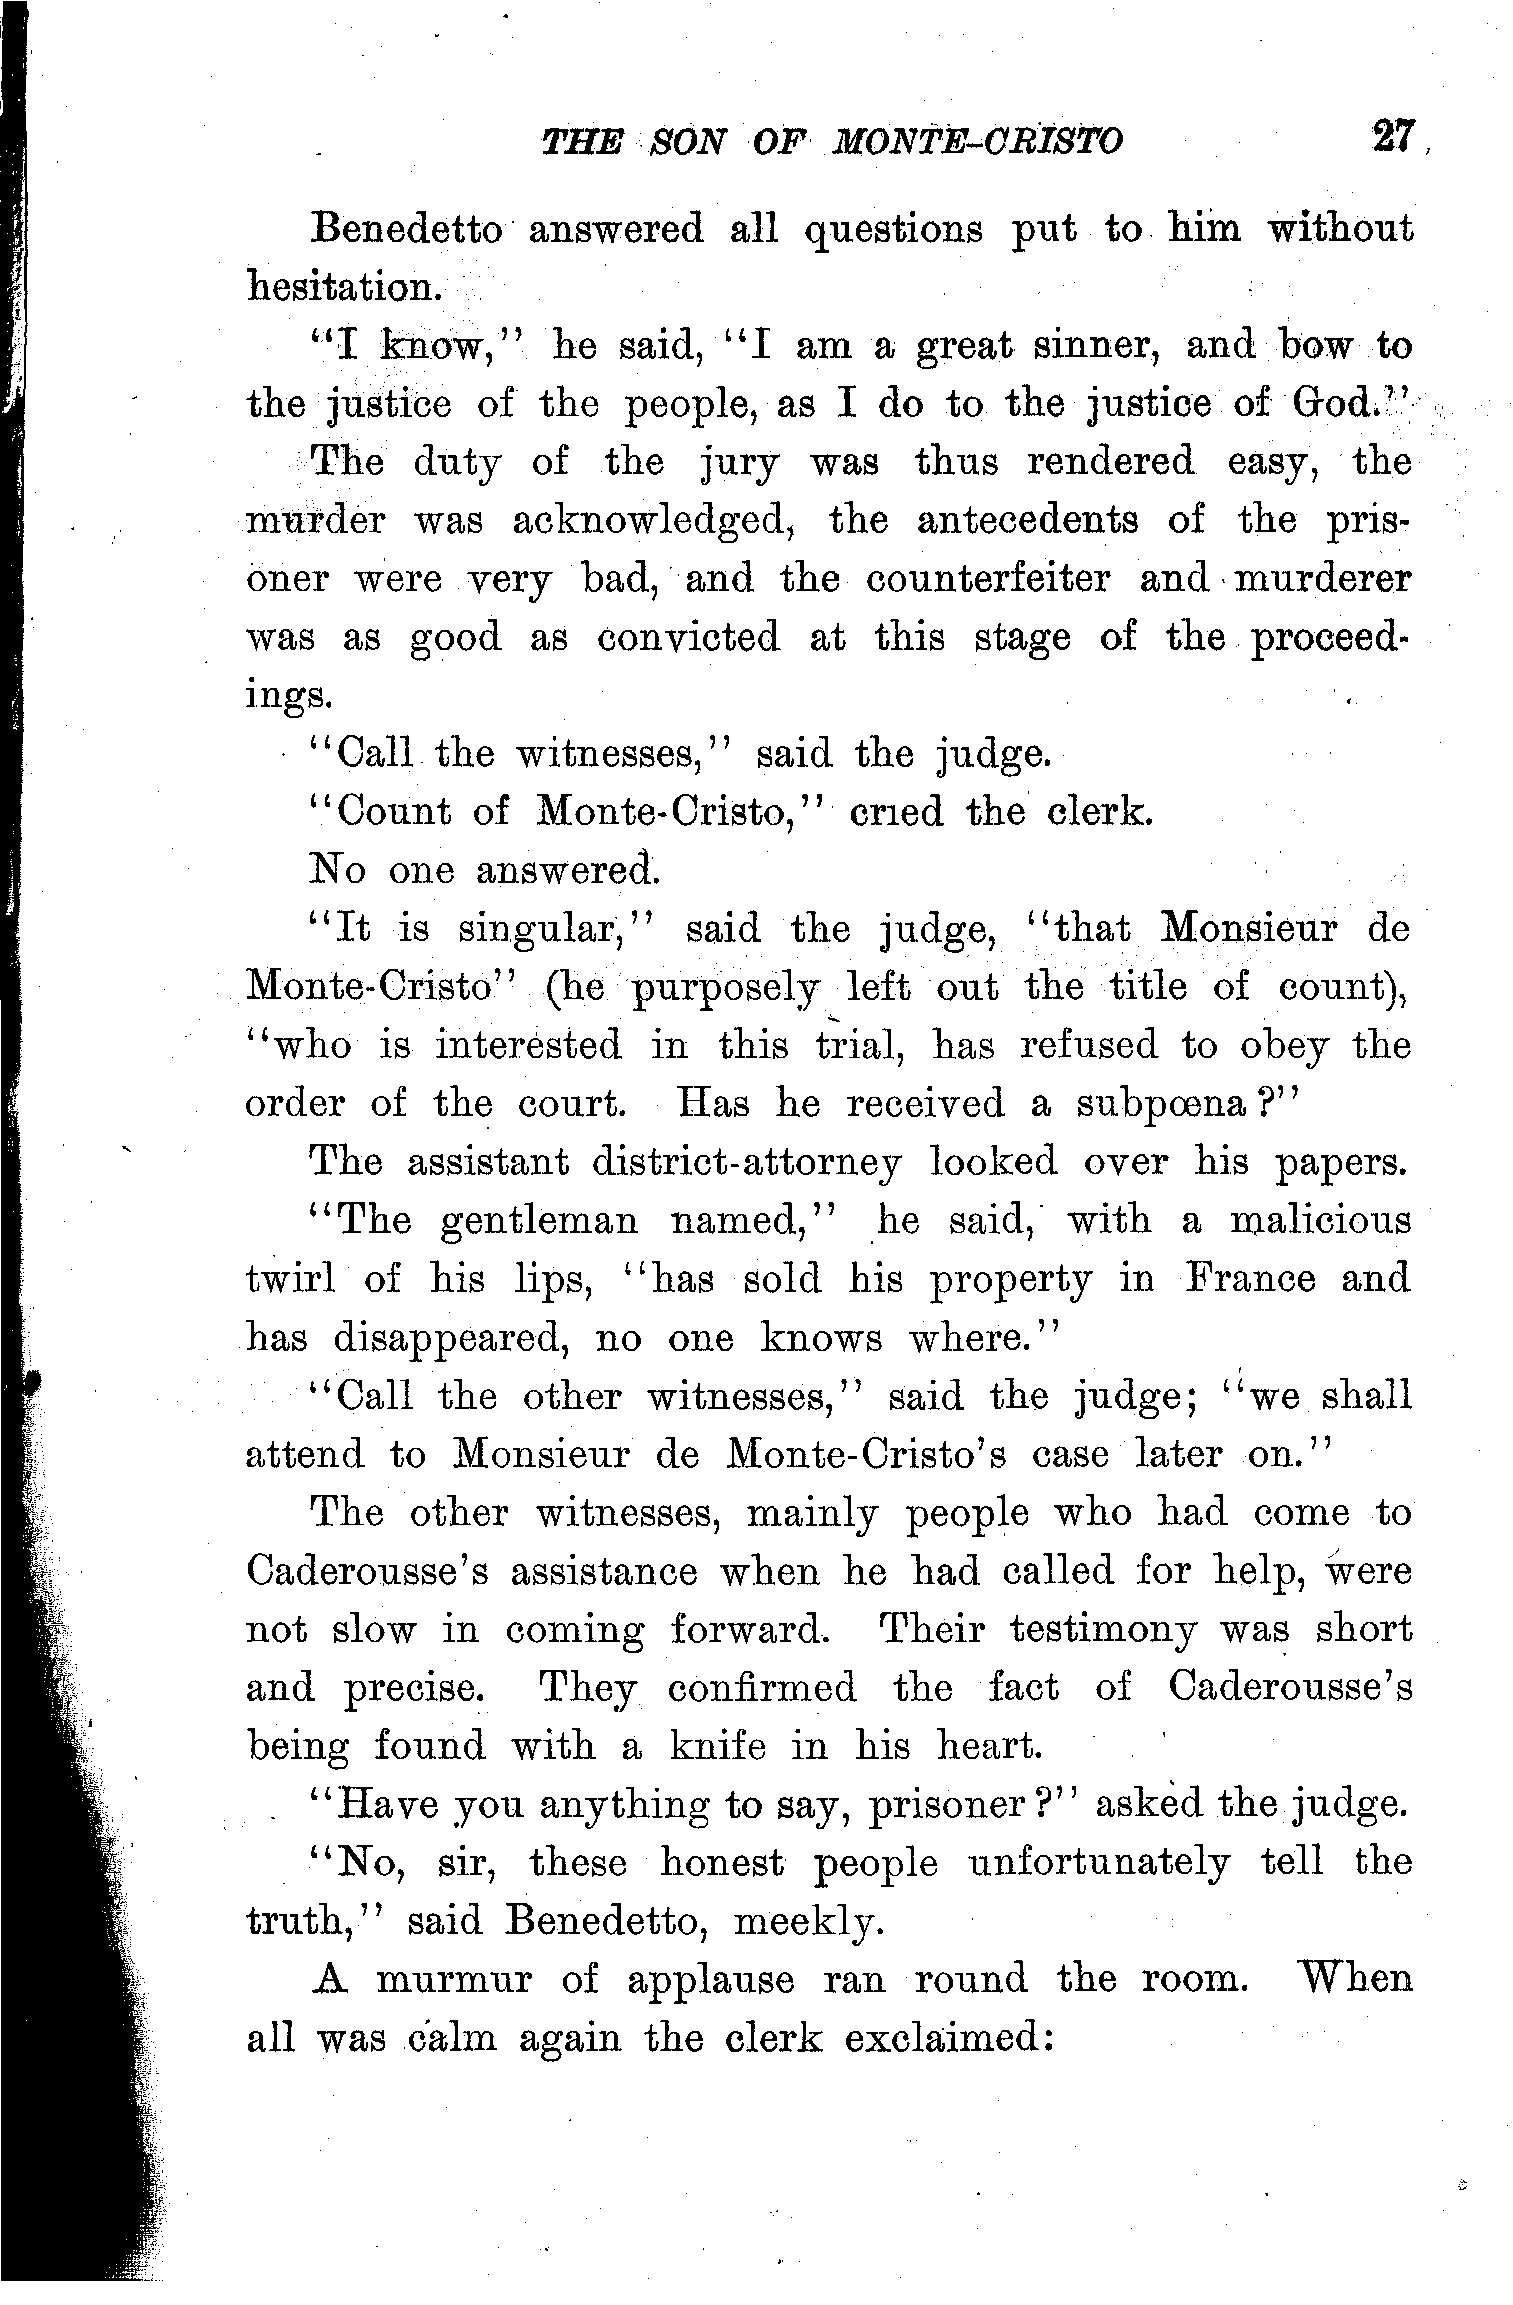 THE SON OF MONTE-CRISTO 27
Benedetto answered all questions put to him without
hesitation.
"I know," he said, "I am a great sinner, and bow to
the justice of the people, as I do to the justice of God."
The duty of the jury was thus rendered easy, the
murder was acknowledged, the antecedents of the pris-
oner were very bad, and the counterfeiter and murderer
was as good as convicted at this stage of the proceed-
ings.
"Call the witnesses," said the judge.
"Count of Monte-Cristo," cried the clerk.
No one answered.
"It is singular," said the judge, "that Monsieur de
Monte-Cristo" (he purposely left out the title of count),
"who is interested in this trial, has refused to obey the
order of the court. Has he received a subpœna?"
The assistant district-attorney looked over his papers.
"The gentleman named," he said, with a malicious
twirl of his lips, "has sold his property in France and
has disappeared, no one knows where."
"Call the other witnesses," said the judge; "we shall
attend to Monsieur de Monte-Cristo's case later on."
The other witnesses, mainly people who had come to
Caderousse's assistance when he had called for help, were
not slow in coming forward. Their testimony was short
and precise. They confirmed the fact of Caderousse's
being found with a knife in his heart.
"Have you anything to say, prisoner?" asked the judge.
"No, sir, these honest people unfortunately tell the
truth," said Benedetto, meekly.
A murmur of applause ran round the room. When
all was calm again the clerk exclaimed: